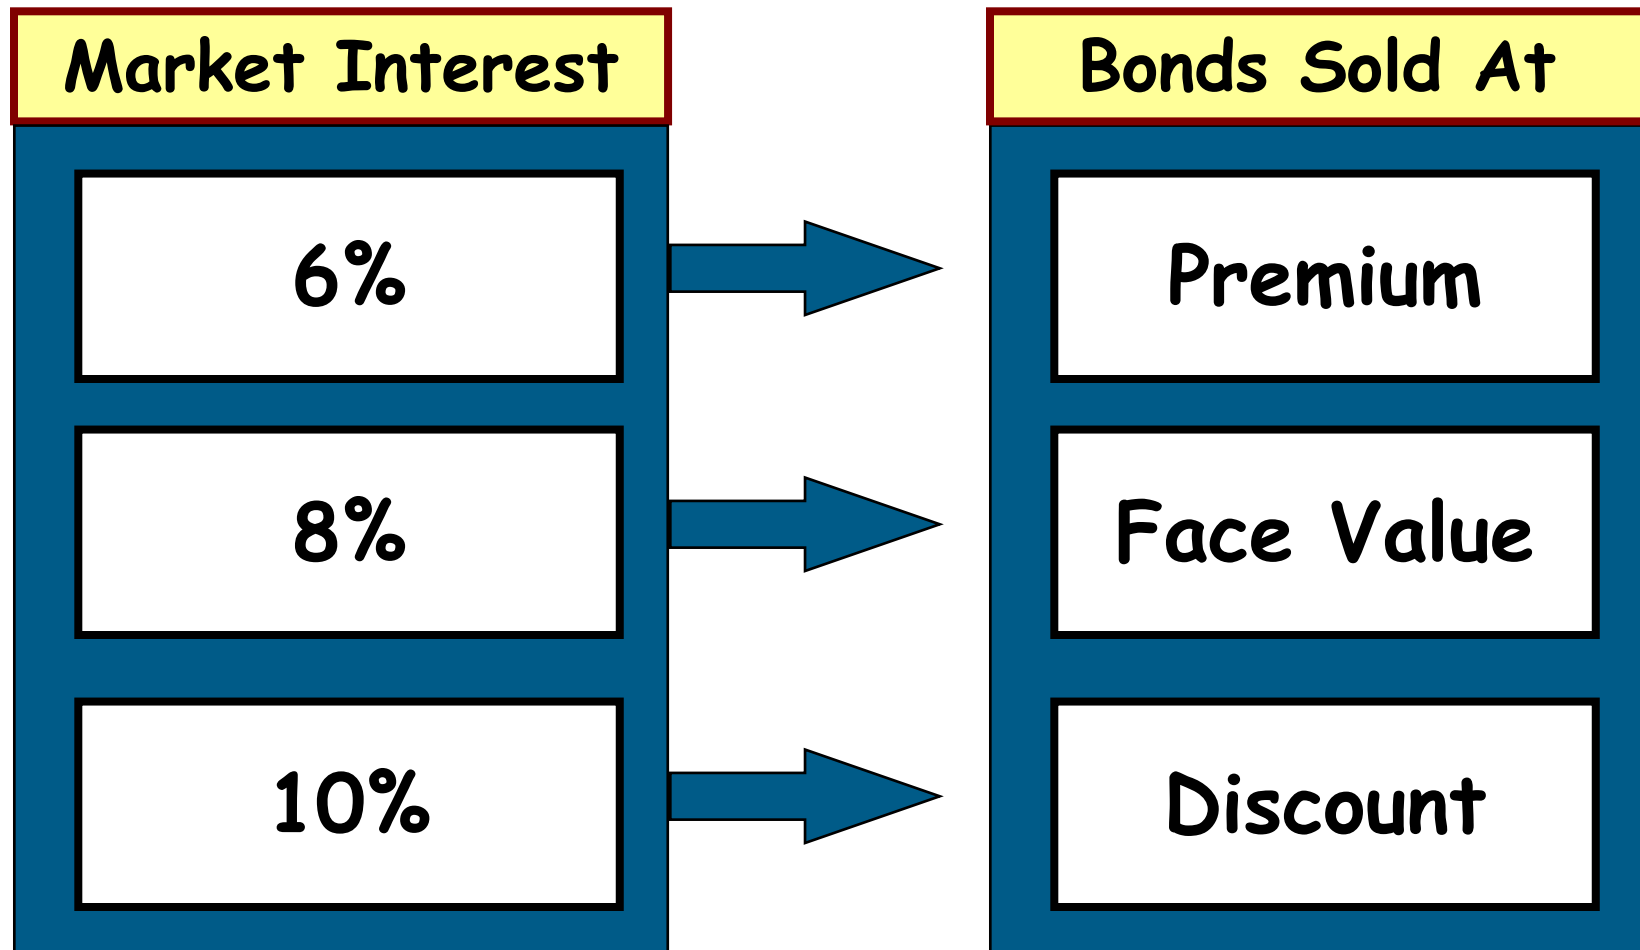 Market Interest
Bonds Sold At
6%
Premium
8%
Face Value
10%
Discount